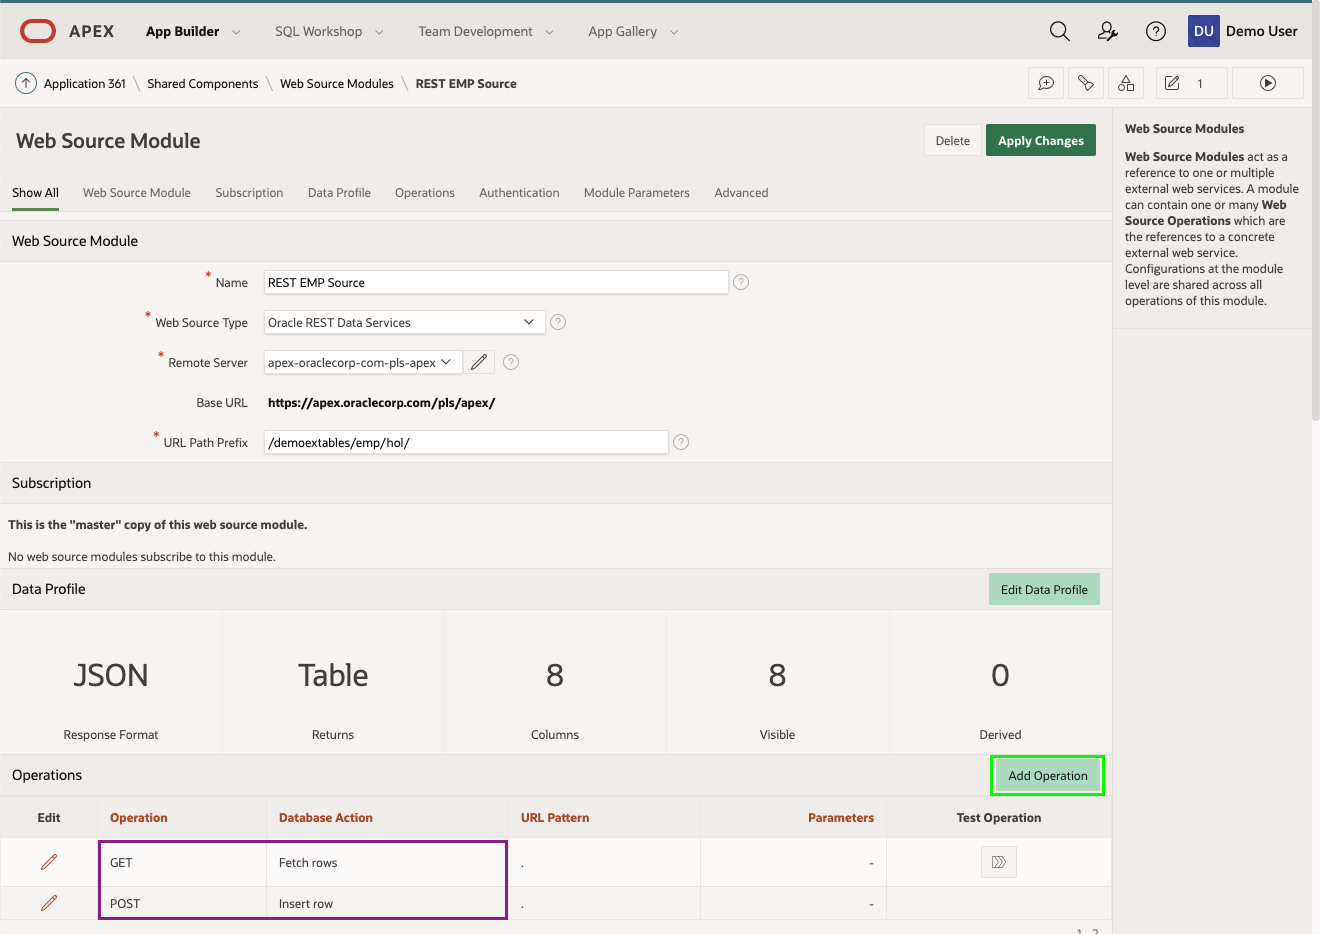 APEX App Builder SQL Workshop Team Development App Gallery DU Demo User
Application 361 \ Shared Components \ Web Source Modules \ REST EMP Source 1
Web Source Module Delete Apply Changes
Show All Web Source Module Subscription Data Profile Operations Authentication Module Parameters Advanced
Web Source Module
* Name REST EMP Source ?
* Web Source Type Oracle REST Data Services ?
* Remote Server apex-oraclecorp-com-pls-apex ?
Base URL https://apex.oraclecorp.com/pls/apex/
* URL Path Prefix /demoextables/emp/hol/ ?
Subscription
This is the "master" copy of this web source module.
No web source modules subscribe to this module.
Data Profile Edit Data Profile
JSON Table 8 8 0
Response Format Returns Columns Visible Derived
Operations Add Operation
Edit Operation Database Action URL Pattern Parameters Test Operation
GET Fetch rows . -
POST Insert row . -
1 - 2
Web Source Modules
Web Source Modules act as a
reference to one or multiple
external web services. A module
can contain one or many Web
Source Operations which are
the references to a concrete
external web service.
Configurations at the module
level are shared across all
operations of this module.